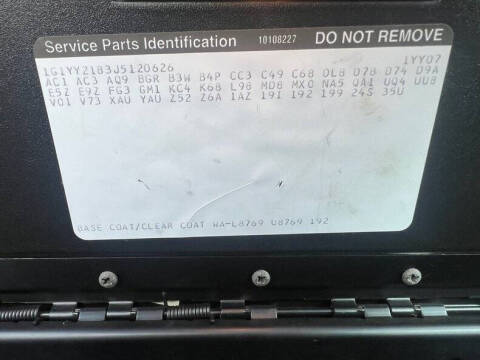 Service Parts Identification 10108227 DO NOT REMOVE
1G1YY2183J5120626 1YY07
AC1 AC3 AQ9 BGR B3W B4P CC3 C49 C68 DL8 D7B D74 D9A
E5Z E9Z FG3 GM1 KC4 K68 L98 MD8 MX0 NA5 QA1 UQ4 UU8
V01 V73 XAU YAU Z52 Z6A 1AZ 19I 192 199 24S 35U
BASE COAT/CLEAR COAT WA-L8769 U8769 192